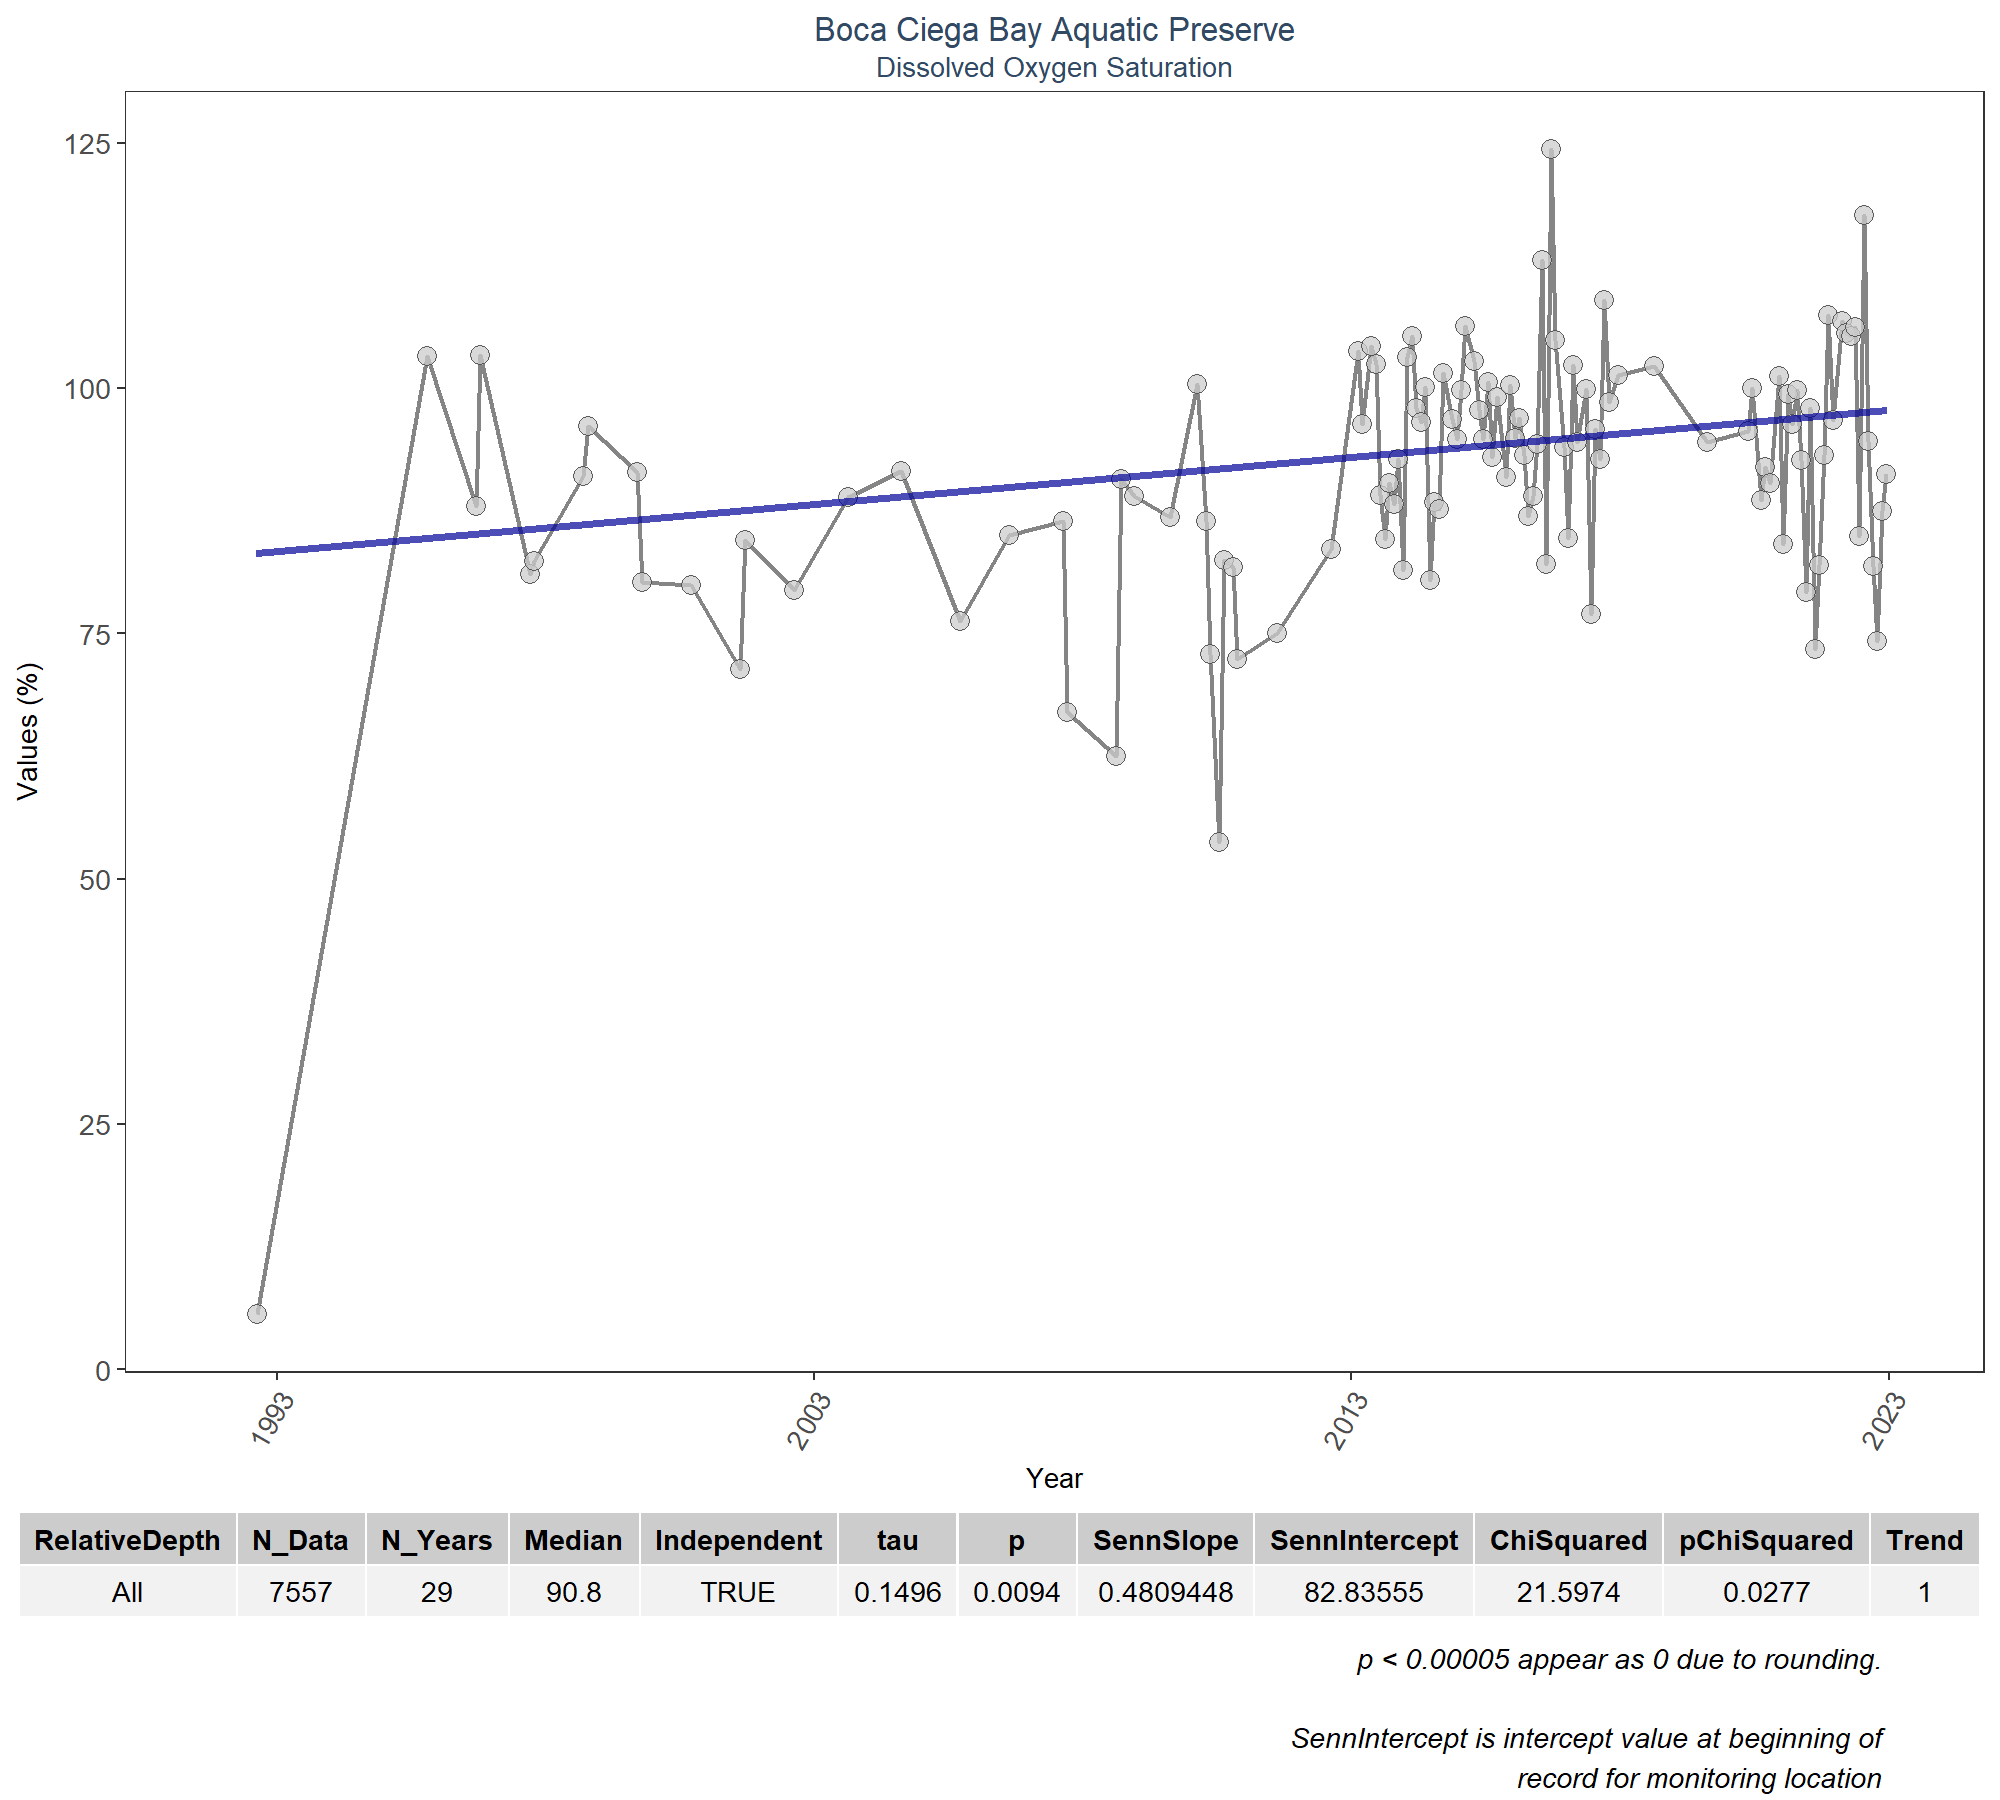 Boca Ciega Bay Aquatic Preserve
Dissolved Oxygen Saturation
125
100
75
50
25
0
Values (%)
1993 2003 2013 2023
Year
RelativeDepth N_Data N_Years Median Independent tau p SennSlope SennIntercept ChiSquared pChiSquared Trend
All 7557 29 90.8 TRUE 0.1496 0.0094 0.4809448 82.83555 21.5974 0.0277 1
p < 0.00005 appear as 0 due to rounding.
SennIntercept is intercept value at beginning of
record for monitoring location